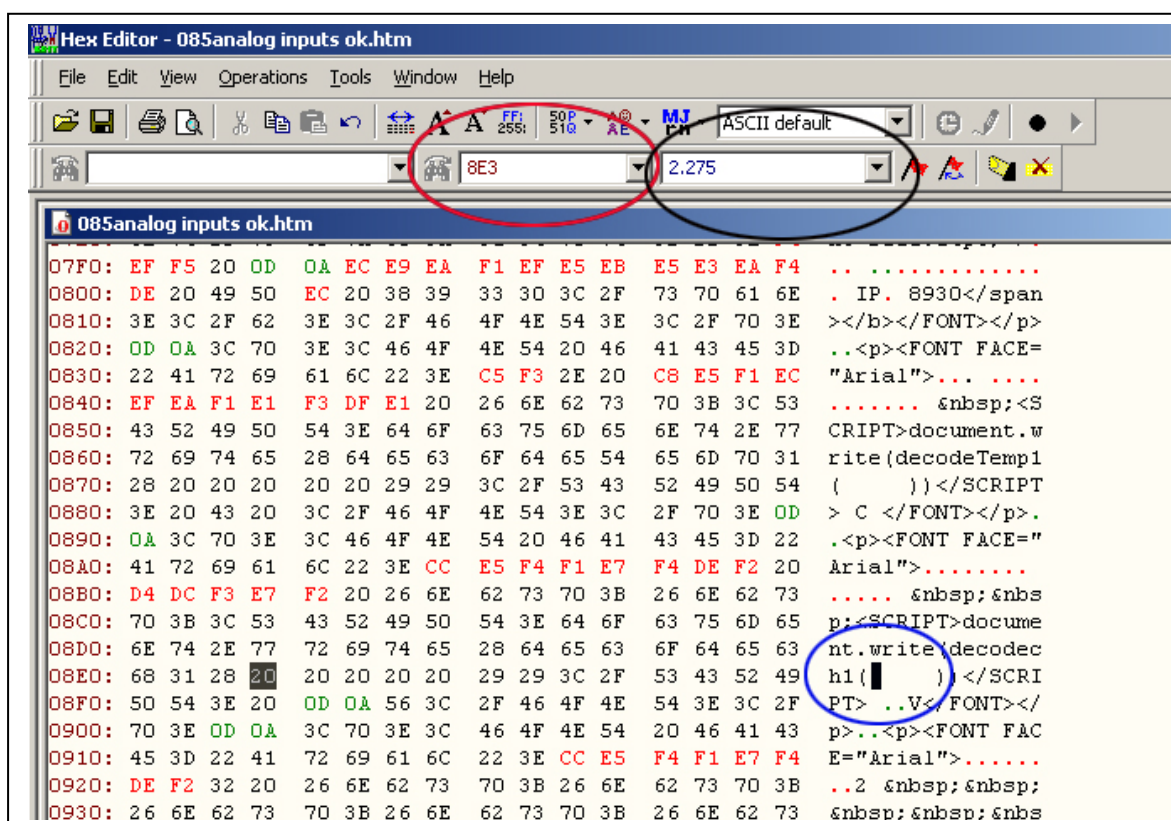 Hex Editor - 085analog inputs ok.htm
File Edit View Operations Tools Window Help
ASCII default
8E3 2.275
085analog inputs ok.htm
07F0: EF F5 20 0D 0A EC E9 EA F1 EF E5 EB E5 E3 EA F4 .. .............
0800: DE 20 49 50 EC 20 38 39 33 30 3C 2F 73 70 61 6E . IP. 8930</span
0810: 3E 3C 2F 62 3E 3C 2F 46 4F 4E 54 3E 3C 2F 70 3E ></b></FONT></p>
0820: 0D 0A 3C 70 3E 3C 46 4F 4E 54 20 46 41 43 45 3D ..<p><FONT FACE=
0830: 22 41 72 69 61 6C 22 3E C5 F3 2E 20 C8 E5 F1 EC "Arial">... ....
0840: EF EA F1 E1 F3 DF E1 20 26 6E 62 73 70 3B 3C 53 ....... &nbsp;<S
0850: 43 52 49 50 54 3E 64 6F 63 75 6D 65 6E 74 2E 77 CRIPT>document.w
0860: 72 69 74 65 28 64 65 63 6F 64 65 54 65 6D 70 31 rite(decodeTemp1
0870: 28 20 20 20 20 20 29 29 3C 2F 53 43 52 49 50 54 ( ))</SCRIPT
0880: 3E 20 43 20 3C 2F 46 4F 4E 54 3E 3C 2F 70 3E 0D > C </FONT></p>.
0890: 0A 3C 70 3E 3C 46 4F 4E 54 20 46 41 43 45 3D 22 .<p><FONT FACE="
08A0: 41 72 69 61 6C 22 3E CC E5 F4 F1 E7 F4 DE F2 20 Arial">........
08B0: D4 DC F3 E7 F2 20 26 6E 62 73 70 3B 26 6E 62 73 ..... &nbsp;&nbs
08C0: 70 3B 3C 53 43 52 49 50 54 3E 64 6F 63 75 6D 65 p;<SCRIPT>docume
08D0: 6E 74 2E 77 72 69 74 65 28 64 65 63 6F 64 65 63 nt.write(decodec
08E0: 68 31 28 20 20 20 20 20 29 29 3C 2F 53 43 52 49 h1( ))</SCRI
08F0: 50 54 3E 20 0D 0A 56 3C 2F 46 4F 4E 54 3E 3C 2F PT> ..V</FONT></
0900: 70 3E 0D 0A 3C 70 3E 3C 46 4F 4E 54 20 46 41 43 p>..<p><FONT FAC
0910: 45 3D 22 41 72 69 61 6C 22 3E CC E5 F4 F1 E7 F4 E="Arial">......
0920: DE F2 32 20 26 6E 62 73 70 3B 26 6E 62 73 70 3B ..2 &nbsp;&nbsp;
0930: 26 6E 62 73 70 3B 26 6E 62 73 70 3B 26 6E 62 73 &nbsp;&nbsp;&nbs